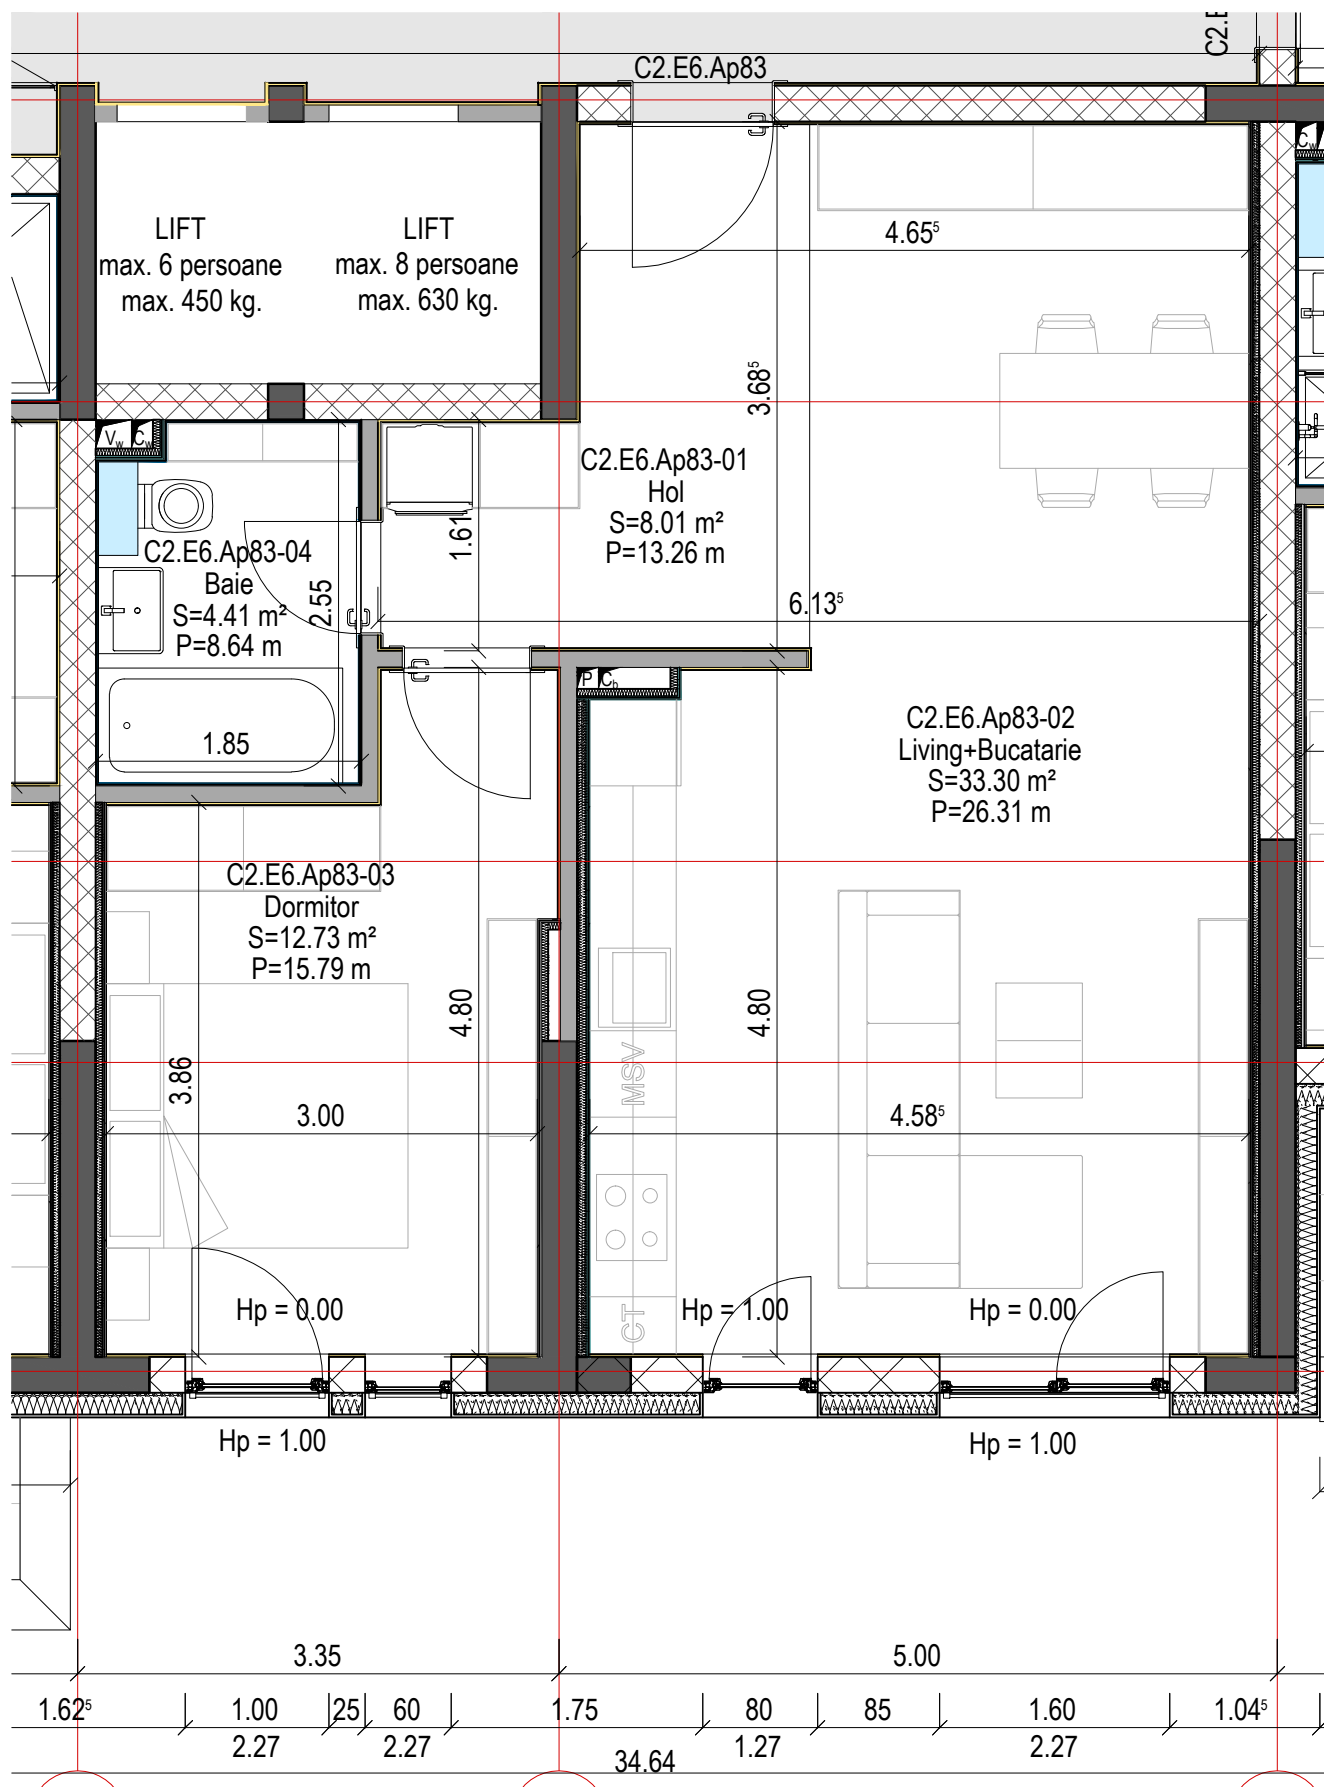 C2.E
C2.E6.Ap83
LIFT
max. 6 persoane
max. 450 kg.
LIFT
max. 8 persoane
max. 630 kg.
4.65⁵
3.68⁵
Cw
Vw
Cw
C2.E6.Ap83-01
Hol
S=8.01 m²
P=13.26 m
1.61
C2.E6.Ap83-04
Baie
S=4.41 m²
P=8.64 m
2.55
6.13⁵
P
Ch
1.85
C2.E6.Ap83-02
Living+Bucatarie
S=33.30 m²
P=26.31 m
C2.E6.Ap83-03
Dormitor
S=12.73 m²
P=15.79 m
4.80
4.80
3.86
MSV
3.00
4.58⁵
CT
Hp = 0.00
Hp = 1.00
Hp = 0.00
Hp = 1.00
Hp = 1.00
3.35
5.00
1.62⁵
1.00
25
60
1.75
80
85
1.60
1.04⁵
2.27
2.27
34.64
1.27
2.27